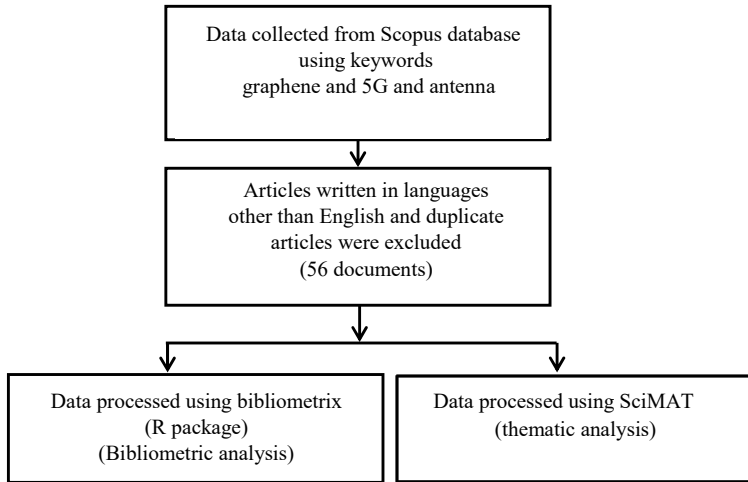 Data collected from Scopus database
using keywords
graphene and 5G and antenna
Articles written in languages
other than English and duplicate
articles were excluded
(56 documents)
Data processed using bibliometrix
(R package)
(Bibliometric analysis)
Data processed using SciMAT
(thematic analysis)